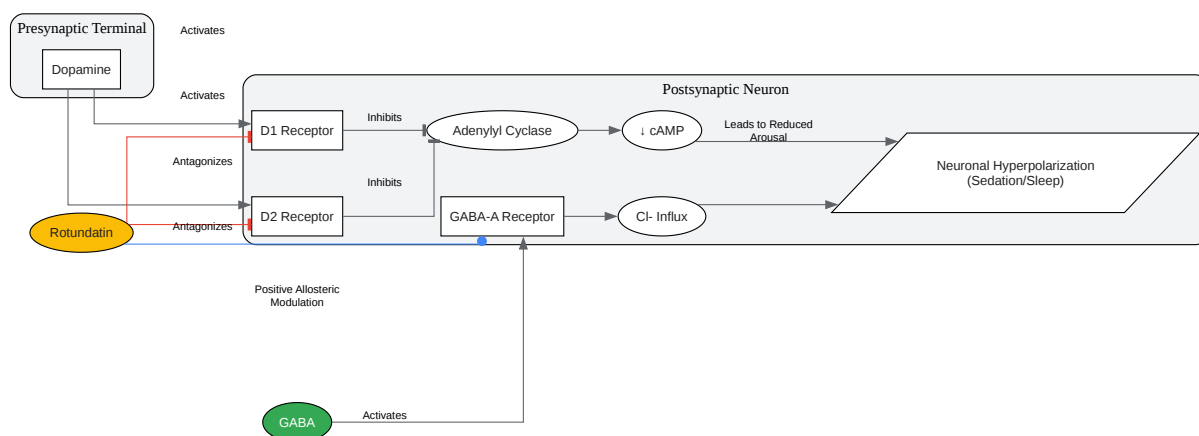 Presynaptic Terminal
Activates
Dopamine
Postsynaptic Neuron
Activates
D1 Receptor
Inhibits
Adenylyl Cyclase
↓ cAMP
Leads to Reduced
Arousal
Antagonizes
Neuronal Hyperpolarization
(Sedation/Sleep)
Inhibits
D2 Receptor
GABA-A Receptor
Cl- Influx
Rotundatin
Antagonizes
Positive Allosteric
Modulation
GABA
Activates